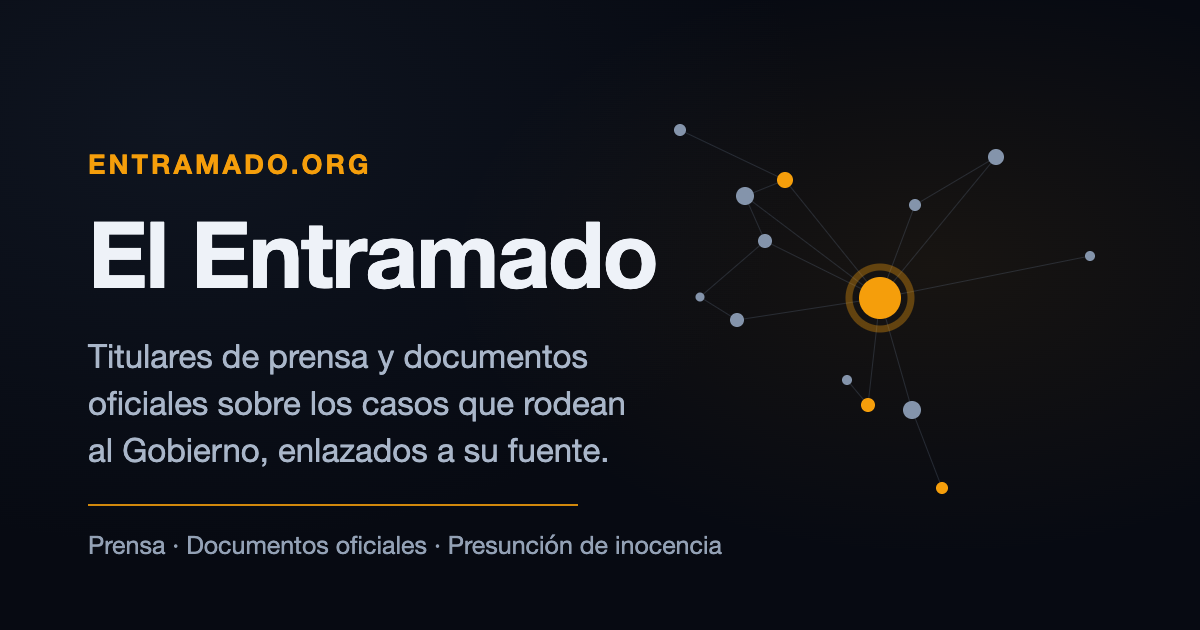 ENTRAMADO.ORG
El Entramado
Titulares de prensa y documentos
oficiales sobre los casos que rodean
al Gobierno, enlazados a su fuente.
Prensa · Documentos oficiales · Presunción de inocencia